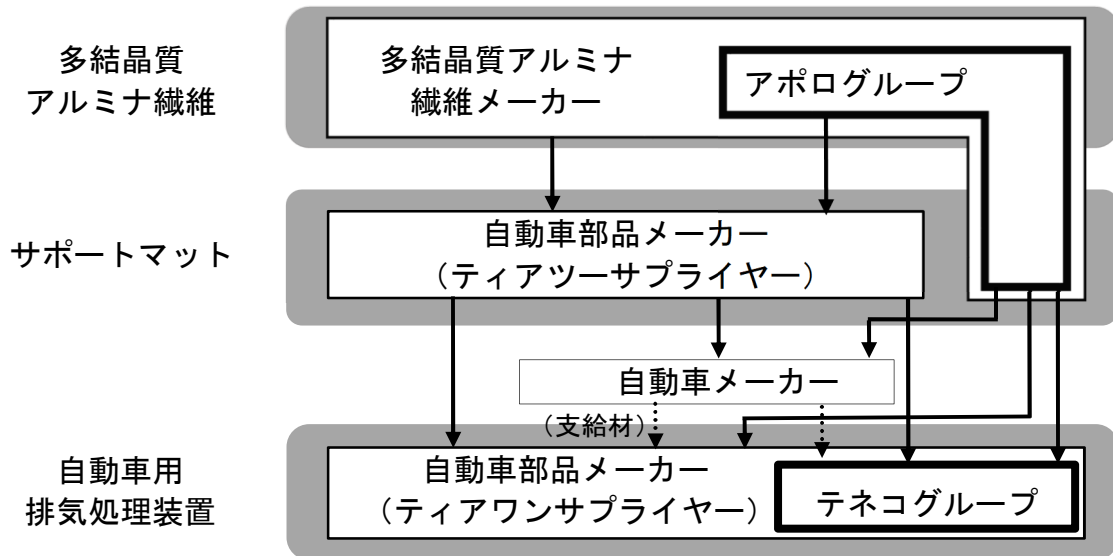 多結晶質
アルミナ繊維
多結晶質アルミナ
繊維メーカー
アポログループ
サポートマット
自動車部品メーカー
（ティアツーサプライヤー）
自動車メーカー
（支給材）
自動車用
排気処理装置
自動車部品メーカー
（ティアワンサプライヤー）
テネコグループ